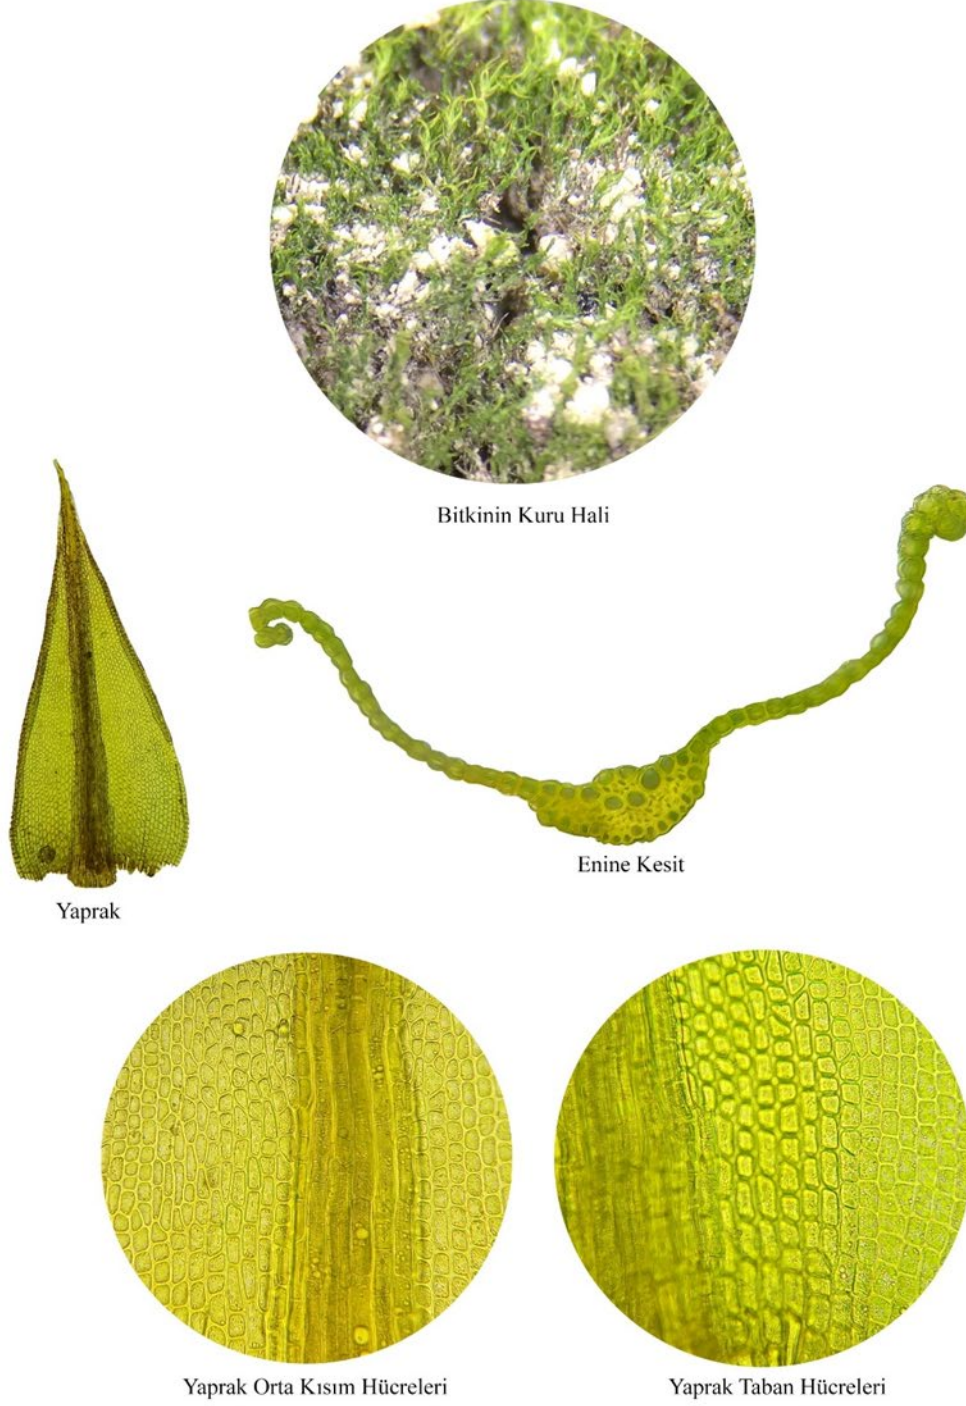 Bitkinin Kuru Hali
Enine Kesit
Yaprak
Yaprak Orta Kısım Hücreleri
Yaprak Taban Hücreleri